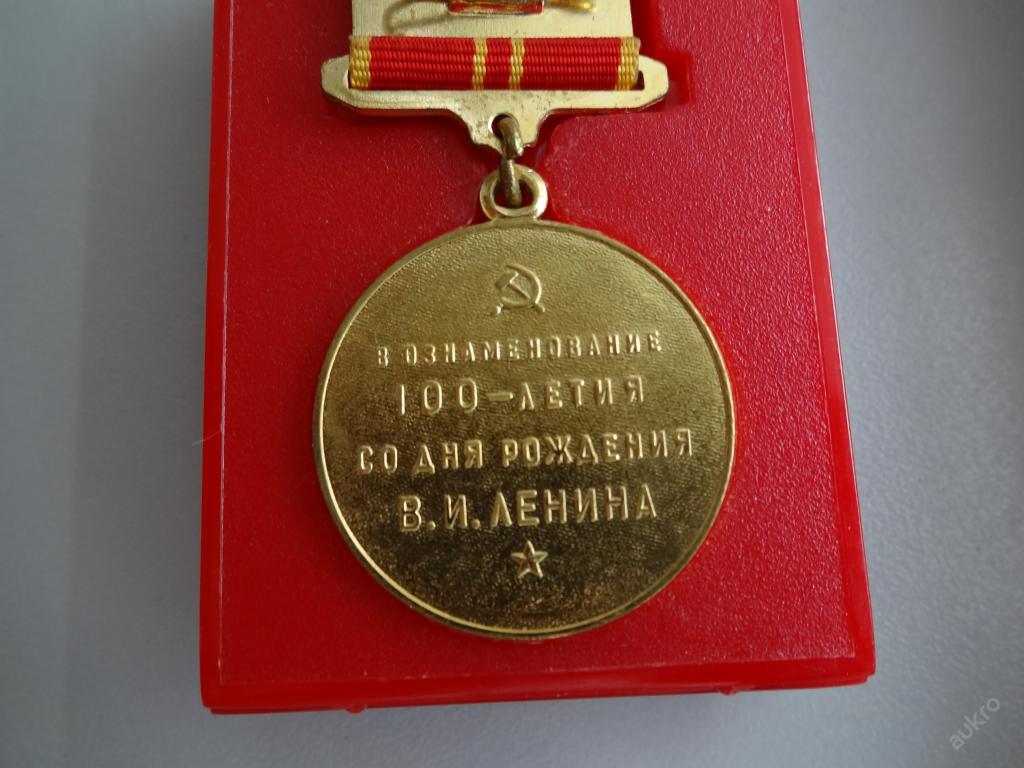 В ОЗНАМЕНОВАНИЕ
100-ЛЕТИЯ
СО ДНЯ РОЖДЕНИЯ
В.И.ЛЕНИНА
aukro